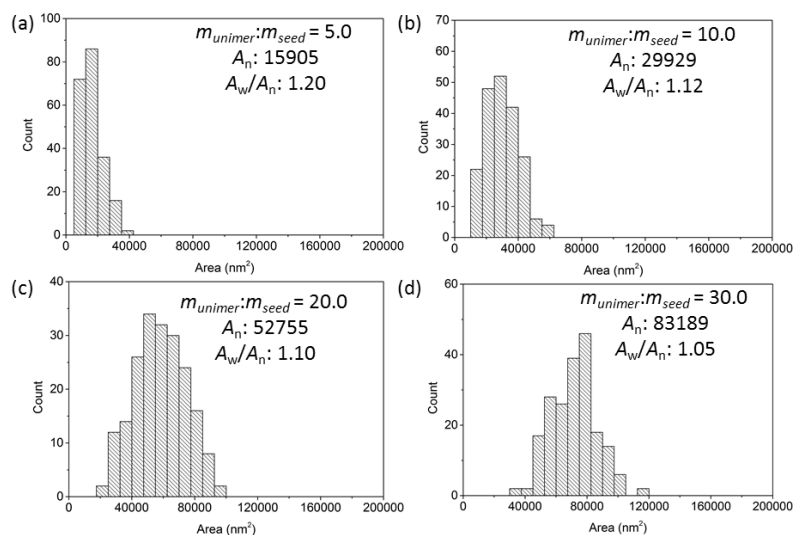 (a)
m_unimer:m_seed = 5.0
A_n: 15905
A_w/A_n: 1.20
100
80
60
40
20
0
Count
0 40000 80000 120000 160000 200000
Area (nm²)
(b)
m_unimer:m_seed = 10.0
A_n: 29929
A_w/A_n: 1.12
70
60
50
40
30
20
10
0
Count
0 40000 80000 120000 160000 200000
Area (nm²)
(c)
m_unimer:m_seed = 20.0
A_n: 52755
A_w/A_n: 1.10
40
30
20
10
0
Count
40000 80000 120000 160000 200000
Area (nm²)
(d)
m_unimer:m_seed = 30.0
A_n: 83189
A_w/A_n: 1.05
60
40
20
0
Count
0 40000 80000 120000 160000 200000
Area (nm²)